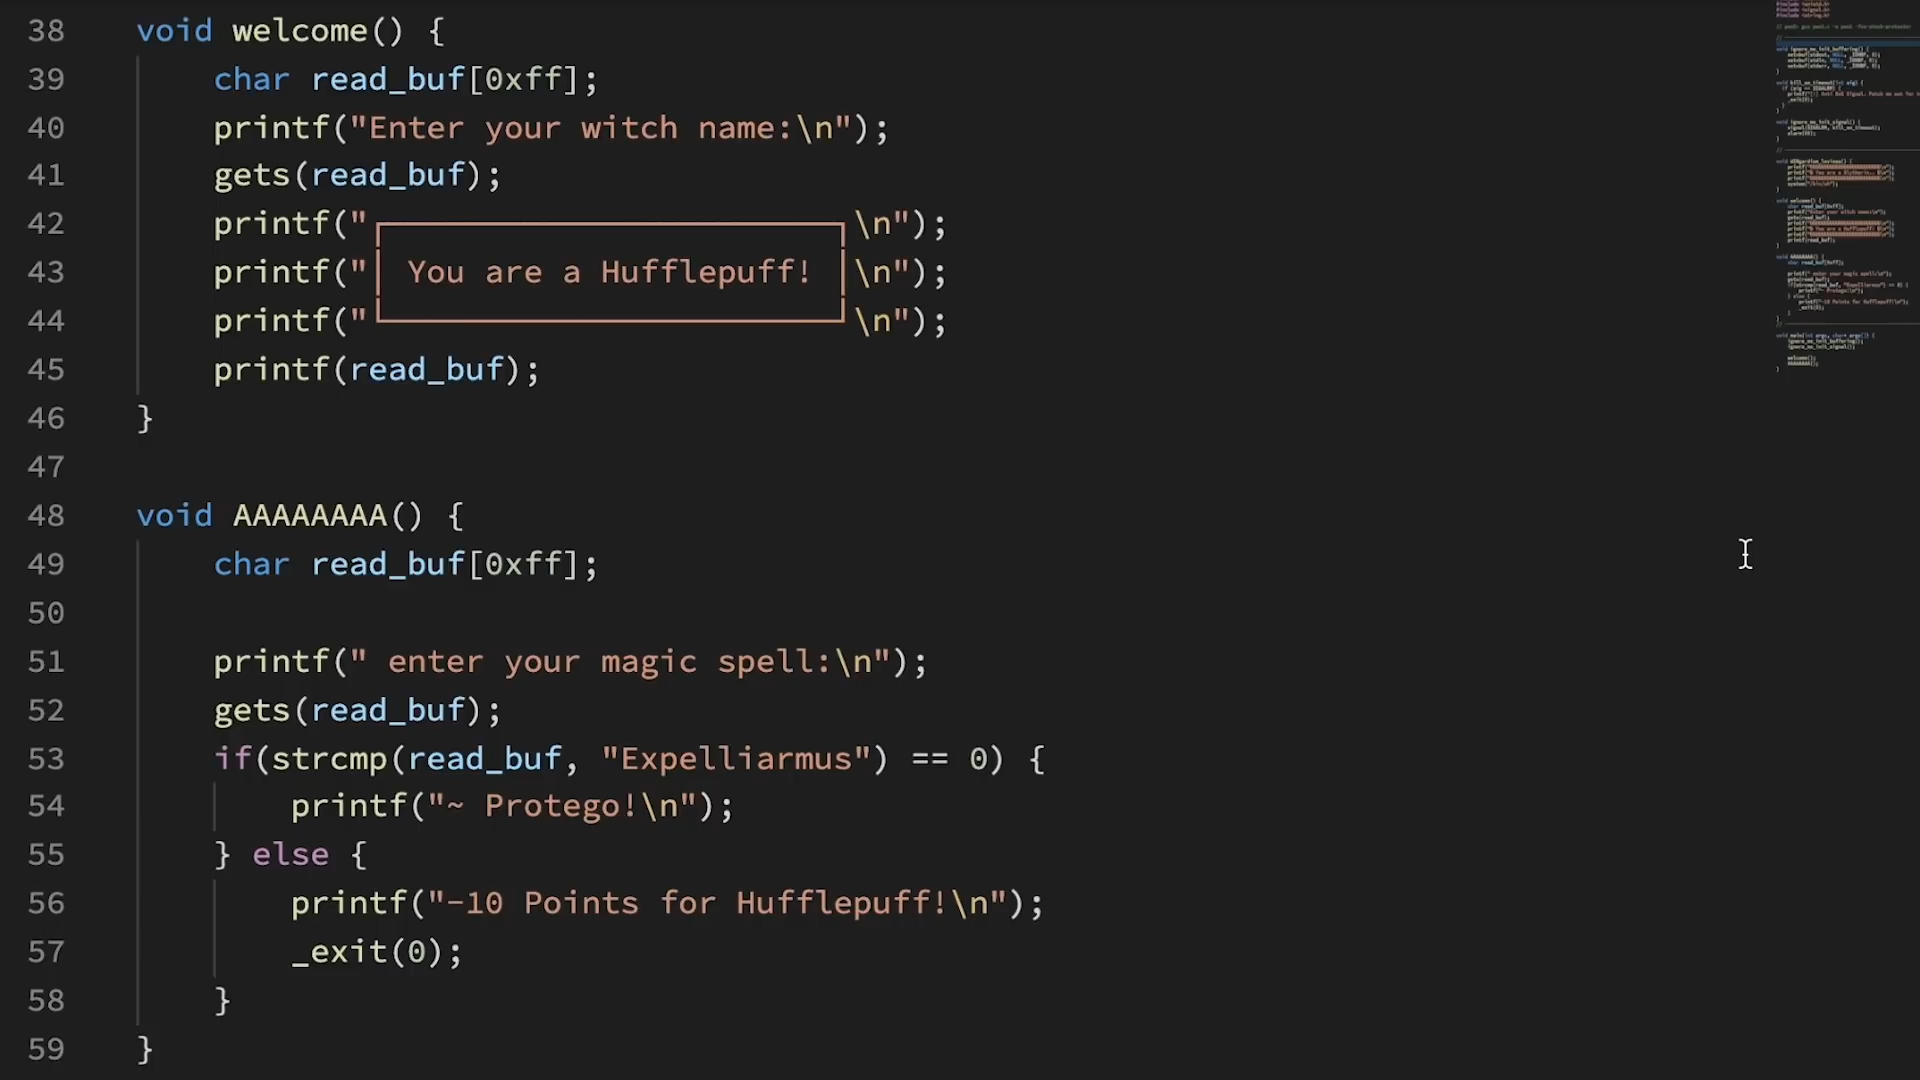 38 void welcome() {
39 char read_buf[0xff];
40 printf("Enter your witch name:\n");
41 gets(read_buf);
42 printf("┌────────────────────────┐\n");
43 printf("│ You are a Hufflepuff! │\n");
44 printf("└────────────────────────┘\n");
45 printf(read_buf);
46 }
47
48 void AAAAAAAA() {
49 char read_buf[0xff];
50
51 printf(" enter your magic spell:\n");
52 gets(read_buf);
53 if(strcmp(read_buf, "Expelliarmus") == 0) {
54 printf("~ Protego!\n");
55 } else {
56 printf("-10 Points for Hufflepuff!\n");
57 _exit(0);
58 }
59 }